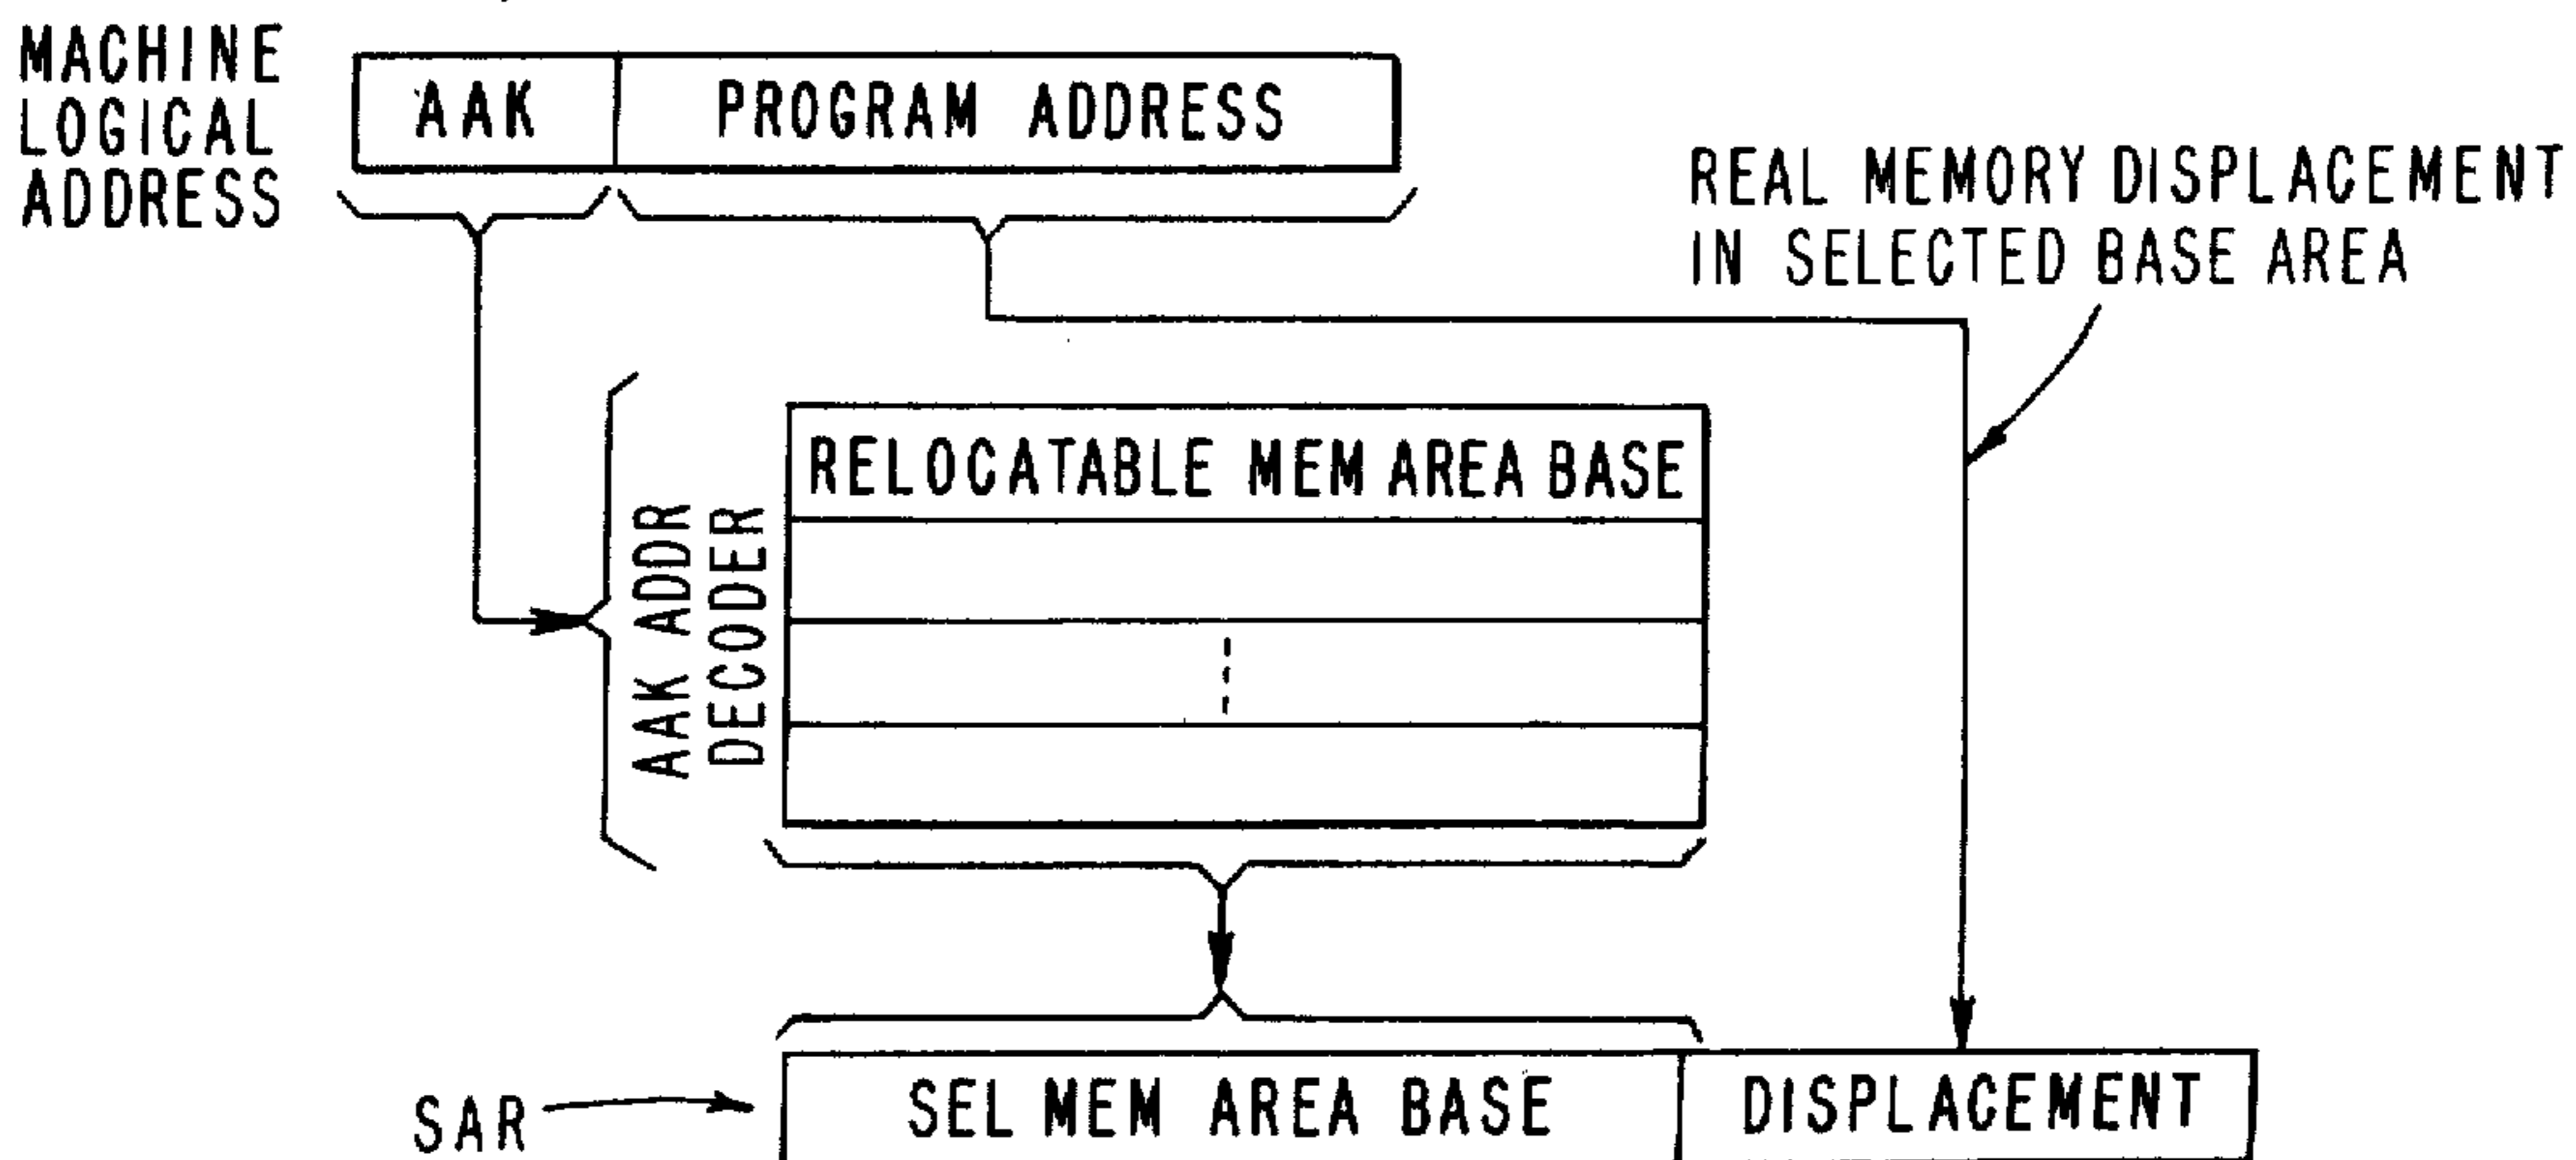 MACHINE
LOGICAL
ADDRESS
AAK
PROGRAM ADDRESS
REAL MEMORY DISPLACEMENT
IN SELECTED BASE AREA
AAK ADDR
DECODER
RELOCATABLE MEM AREA BASE
SAR
SEL MEM AREA BASE
DISPLACEMENT